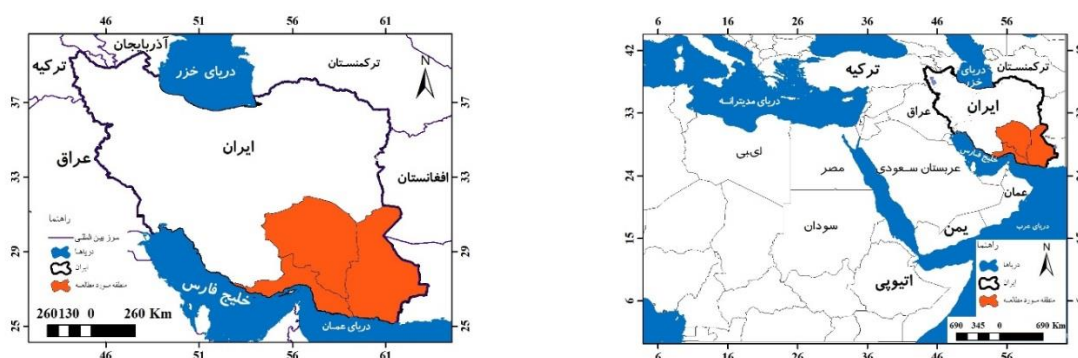 46 51 56 61
آذربایجان
ترکیه
دریای خزر
ترکمنستان
N
37 37
ایران
عراق
افغانستان
33 33
راهنما
مرز بین المللی
29 29
دریاها
ایران
منطقه مورد مطالعه
خلیج فارس
260 130 0 260 Km
دریای عمان
25 25
46 51 56 61
6 16 26 36 46 56
42
ترکیه
دریای خزر
ترکمنستان
دریای مدیترانه
ایران
33
عراق
ای‌بی
مصر
خلیج فارس
عربستان سعودی
24
عمان
سودان
یمن
دریای عرب
15
راهنما
N
دریاها
اتیوپی
ایران
6
منطقه مورد مطالعه
690 345 0 690 Km
6 16 26 36 46 56